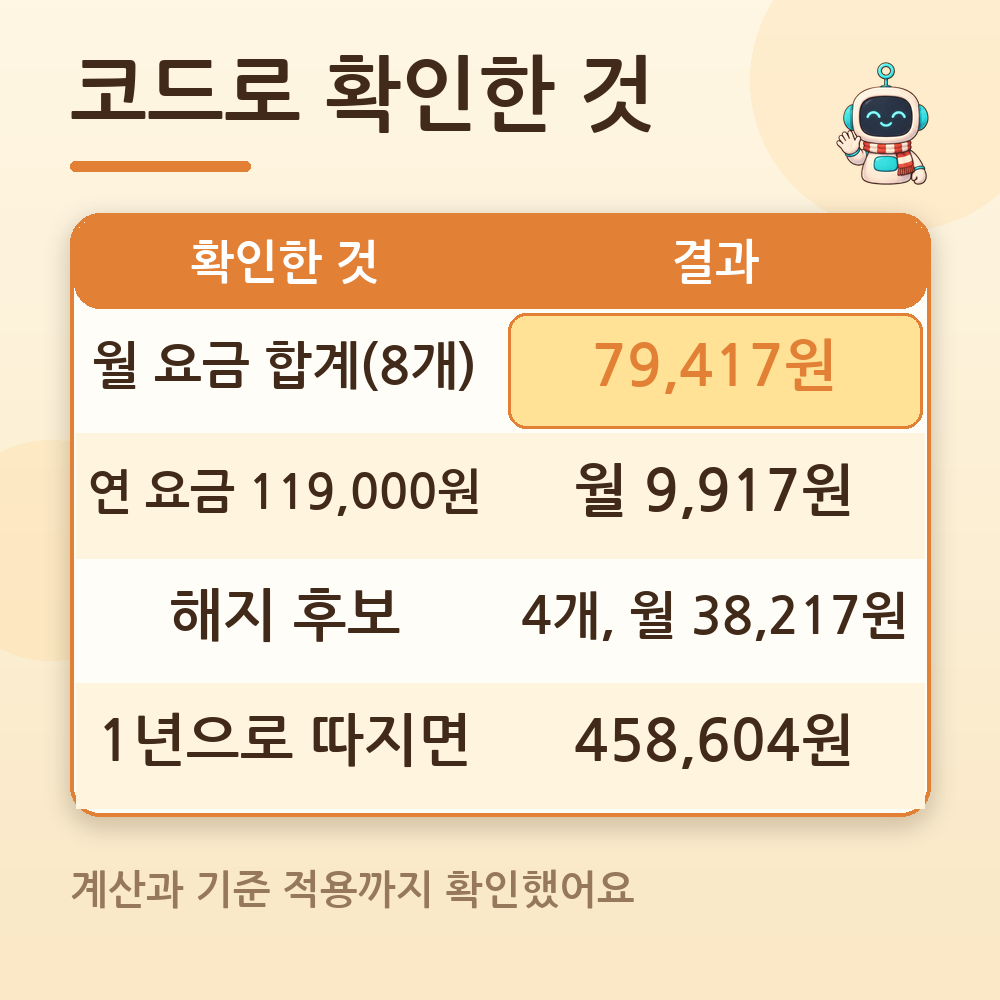 코드로 확인한 것
확인한 것 결과
월 요금 합계(8개) 79,417원
연 요금 119,000원 월 9,917원
해지 후보 4개, 월 38,217원
1년으로 따지면 458,604원
계산과 기준 적용까지 확인했어요